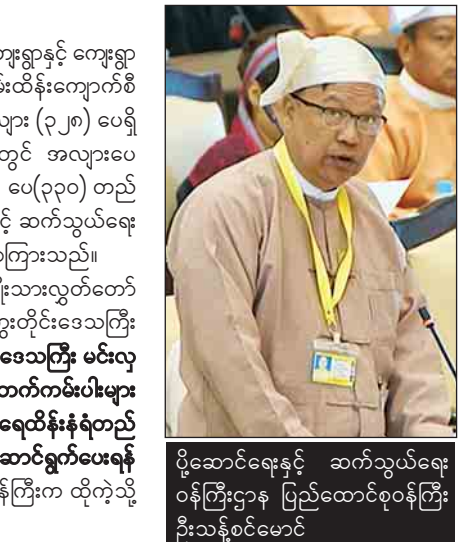 ကျေးရွာနှင့် ကျေးရွာ
မ်းထိန်းကျောက်စီ
လျား (၃၂၈) ပေရှိ
တွင် အလျားပေ
ပေ(၃၃၀) တည်
င့် ဆက်သွယ်ရေး
ကြားသည်။
မျိုးသားလွှတ်တော်
ကွေးတိုင်းဒေသကြီး
ဒေသကြီး မင်းလှ
ဘက်ကမ်းပါးများ
ရေထိန်းနံရံတည်
ဆောင်ရွက်ပေးရန်
န်ကြီးက ထိုကဲ့သို့
ပို့ဆောင်ရေးနှင့် ဆက်သွယ်ရေး
ဝန်ကြီးဌာန ပြည်ထောင်စုဝန်ကြီး
ဦးသန့်စင်မောင်